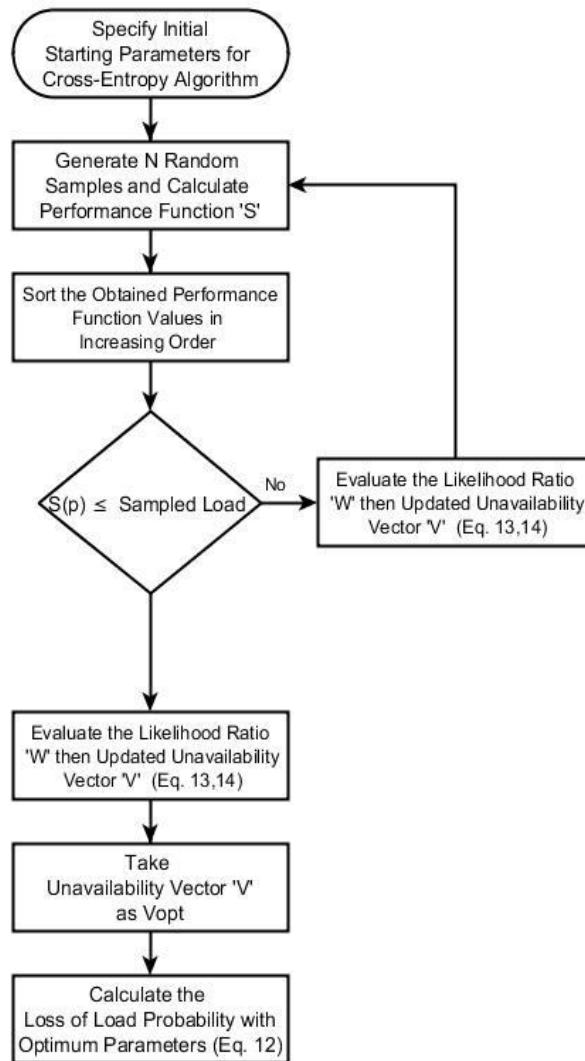 Specify Initial
Starting Parameters for
Cross-Entropy Algorithm
Generate N Random
Samples and Calculate
Performance Function 'S'
Sort the Obtained Performance
Function Values in
Increasing Order
S(p) ≤ Sampled Load
No
Evaluate the Likelihood Ratio
'W' then Updated Unavailability
Vector 'V' (Eq. 13,14)
Evaluate the Likelihood Ratio
'W' then Updated Unavailability
Vector 'V' (Eq. 13,14)
Take
Unavailability Vector 'V'
as Vopt
Calculate the
Loss of Load Probability with
Optimum Parameters (Eq. 12)